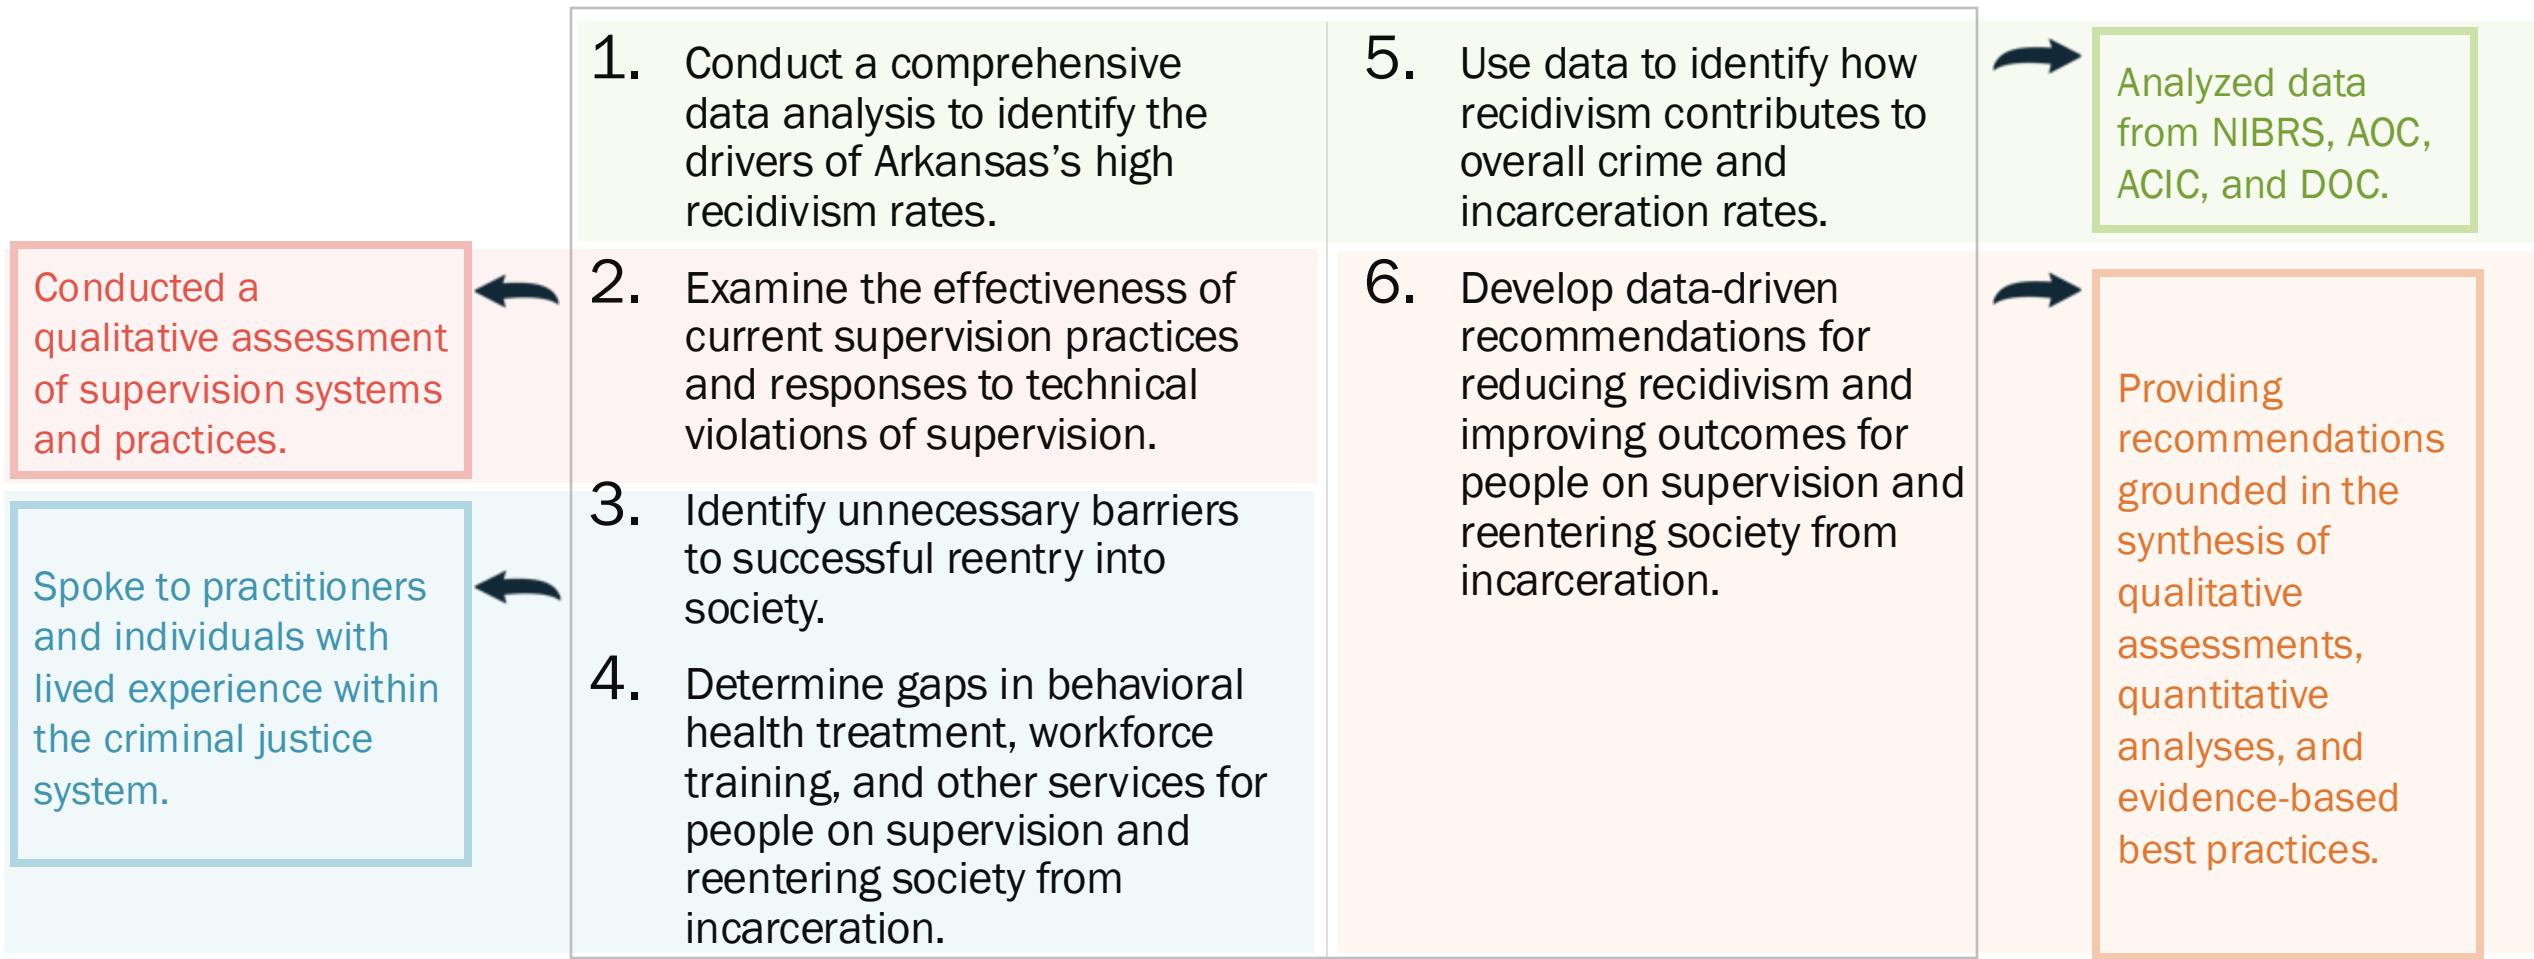 1. Conduct a comprehensive
data analysis to identify the
drivers of Arkansas’s high
recidivism rates.
2. Examine the effectiveness of
current supervision practices
and responses to technical
violations of supervision.
Conducted a
qualitative assessment
of supervision systems
and practices.
3. Identify unnecessary barriers
to successful reentry into
society.
4. Determine gaps in behavioral
health treatment, workforce
training, and other services for
people on supervision and
reentering society from
incarceration.
Spoke to practitioners
and individuals with
lived experience within
the criminal justice
system.
5. Use data to identify how
recidivism contributes to
overall crime and
incarceration rates.
Analyzed data
from NIBRS, AOC,
ACIC, and DOC.
6. Develop data-driven
recommendations for
reducing recidivism and
improving outcomes for
people on supervision and
reentering society from
incarceration.
Providing
recommendations
grounded in the
synthesis of
qualitative
assessments,
quantitative
analyses, and
evidence-based
best practices.